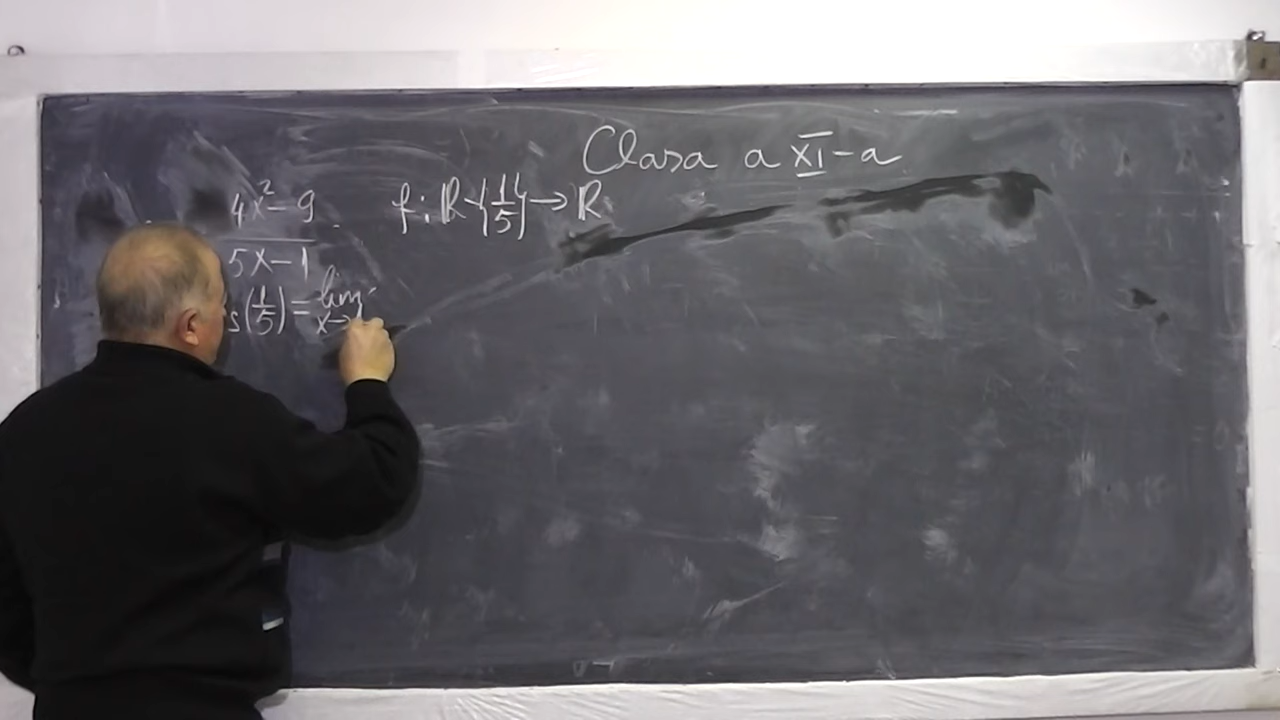 Clasa a XI-a
4x² - 9
5x - 1
f: ℝ - {1/5} → ℝ
s(1/5) = lim
x→